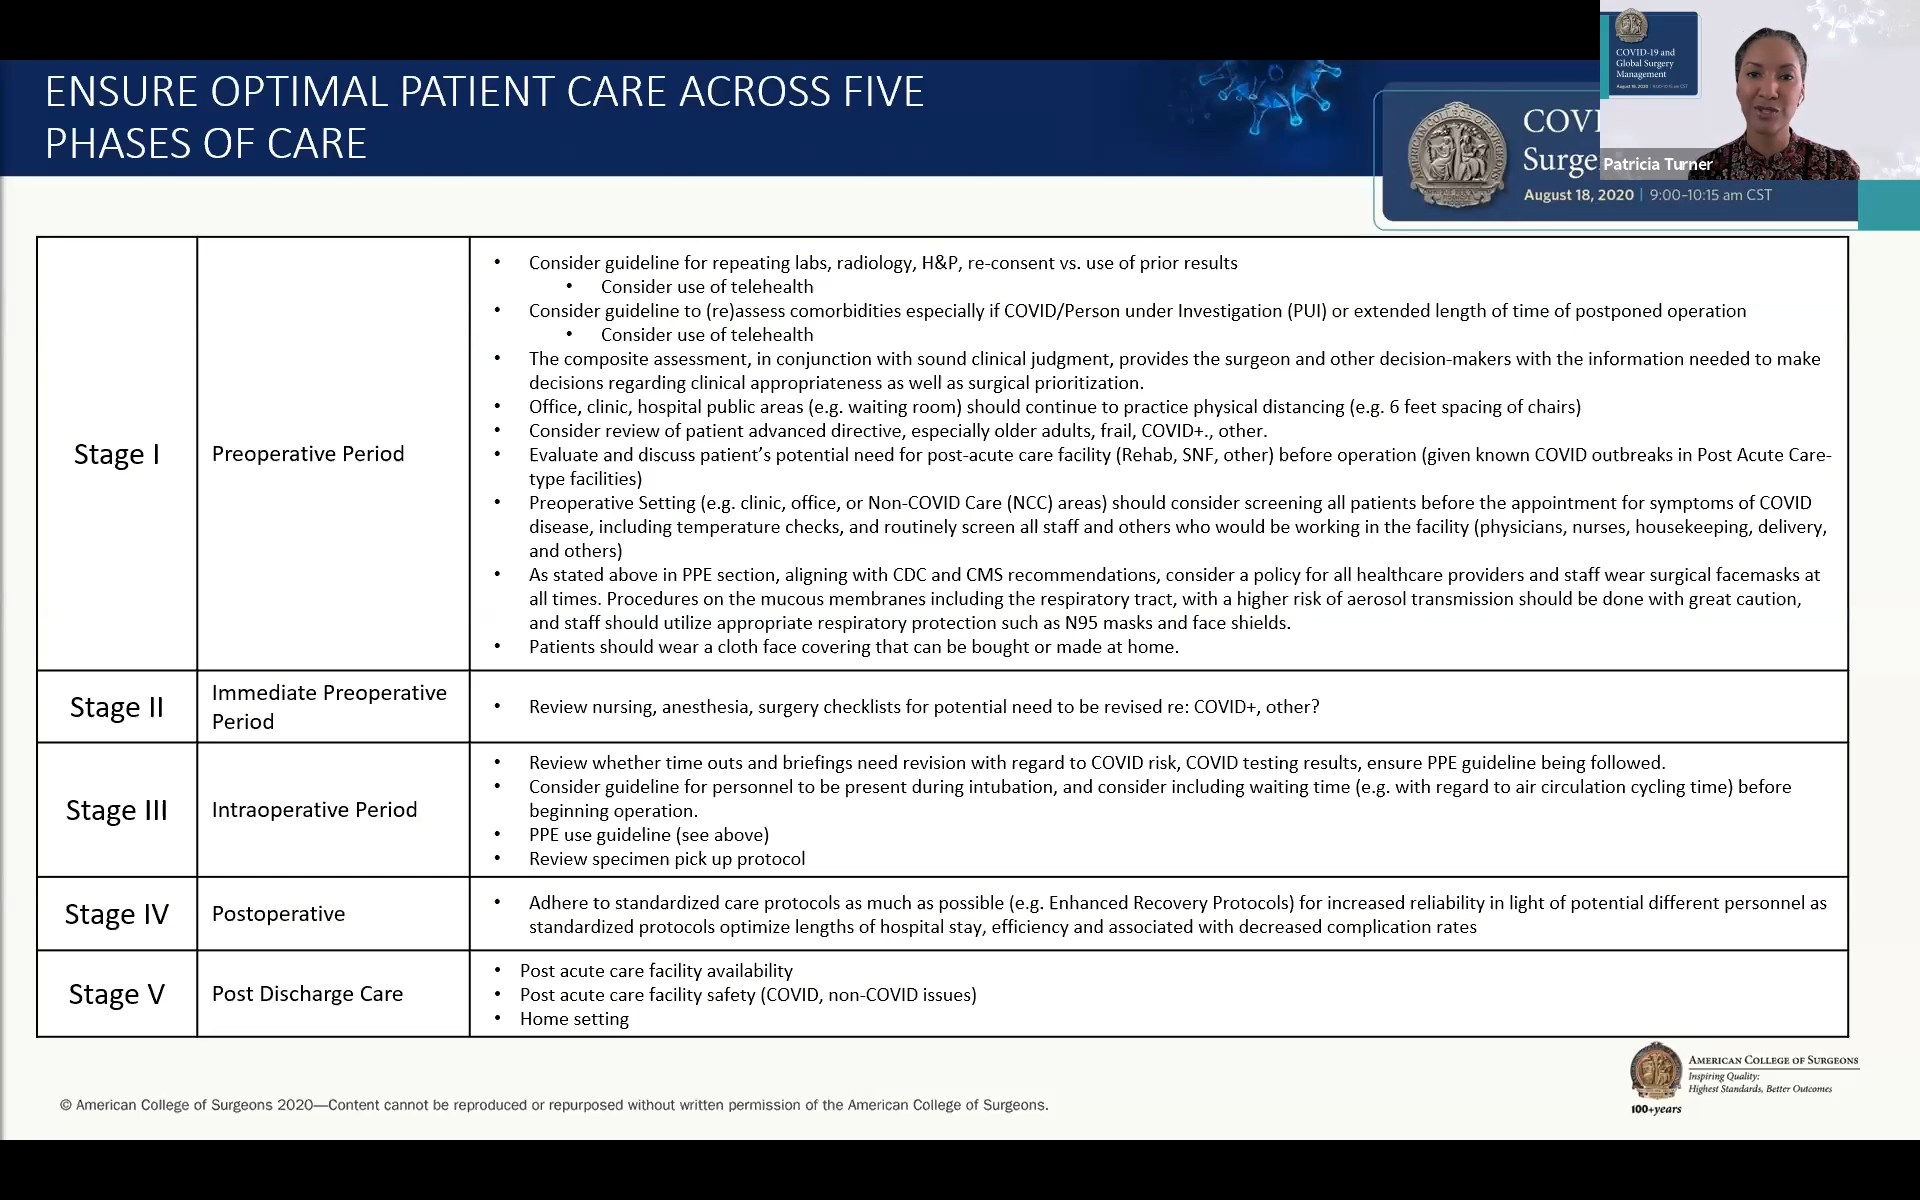 ENSURE OPTIMAL PATIENT CARE ACROSS FIVE
PHASES OF CARE
COVID-19 and
Global Surgery
Management
August 18, 2020 | 9:00-10:15 am CST
Patricia Turner
COVI
Surge
August 18, 2020 | 9:00–10:15 am CST
AMERICAN COLLEGE OF SURGEONS
Stage I
Preoperative Period
• Consider guideline for repeating labs, radiology, H&P, re-consent vs. use of prior results
• Consider use of telehealth
• Consider guideline to (re)assess comorbidities especially if COVID/Person under Investigation (PUI) or extended length of time of postponed operation
• Consider use of telehealth
• The composite assessment, in conjunction with sound clinical judgment, provides the surgeon and other decision-makers with the information needed to make
decisions regarding clinical appropriateness as well as surgical prioritization.
• Office, clinic, hospital public areas (e.g. waiting room) should continue to practice physical distancing (e.g. 6 feet spacing of chairs)
• Consider review of patient advanced directive, especially older adults, frail, COVID+., other.
• Evaluate and discuss patient’s potential need for post-acute care facility (Rehab, SNF, other) before operation (given known COVID outbreaks in Post Acute Care-
type facilities)
• Preoperative Setting (e.g. clinic, office, or Non-COVID Care (NCC) areas) should consider screening all patients before the appointment for symptoms of COVID
disease, including temperature checks, and routinely screen all staff and others who would be working in the facility (physicians, nurses, housekeeping, delivery,
and others)
• As stated above in PPE section, aligning with CDC and CMS recommendations, consider a policy for all healthcare providers and staff wear surgical facemasks at
all times. Procedures on the mucous membranes including the respiratory tract, with a higher risk of aerosol transmission should be done with great caution,
and staff should utilize appropriate respiratory protection such as N95 masks and face shields.
• Patients should wear a cloth face covering that can be bought or made at home.
Stage II
Immediate Preoperative
Period
• Review nursing, anesthesia, surgery checklists for potential need to be revised re: COVID+, other?
Stage III
Intraoperative Period
• Review whether time outs and briefings need revision with regard to COVID risk, COVID testing results, ensure PPE guideline being followed.
• Consider guideline for personnel to be present during intubation, and consider including waiting time (e.g. with regard to air circulation cycling time) before
beginning operation.
• PPE use guideline (see above)
• Review specimen pick up protocol
Stage IV
Postoperative
• Adhere to standardized care protocols as much as possible (e.g. Enhanced Recovery Protocols) for increased reliability in light of potential different personnel as
standardized protocols optimize lengths of hospital stay, efficiency and associated with decreased complication rates
Stage V
Post Discharge Care
• Post acute care facility availability
• Post acute care facility safety (COVID, non-COVID issues)
• Home setting
AMERICAN COLLEGE OF SURGEONS
Inspiring Quality:
Highest Standards, Better Outcomes
100+years
© American College of Surgeons 2020—Content cannot be reproduced or repurposed without written permission of the American College of Surgeons.